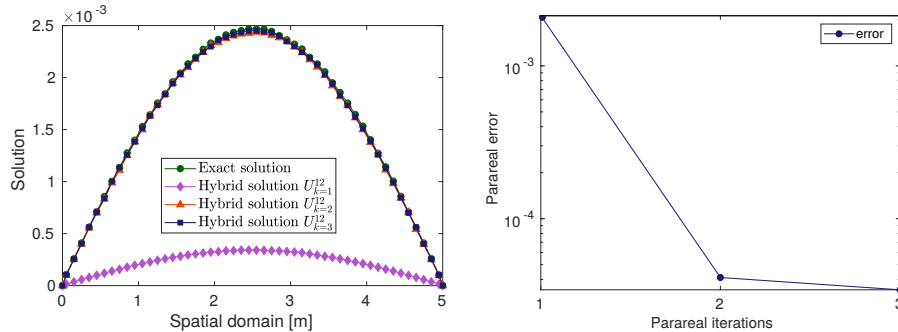 ×10⁻³
2.5
2
1.5
1
0.5
0
Solution
Exact solution
Hybrid solution U¹²ₖ₌₁
Hybrid solution U¹²ₖ₌₂
Hybrid solution U¹²ₖ₌₃
0 1 2 3 4 5
Spatial domain [m]
error
10⁻³
10⁻⁴
Parareal error
1 2 3
Parareal iterations